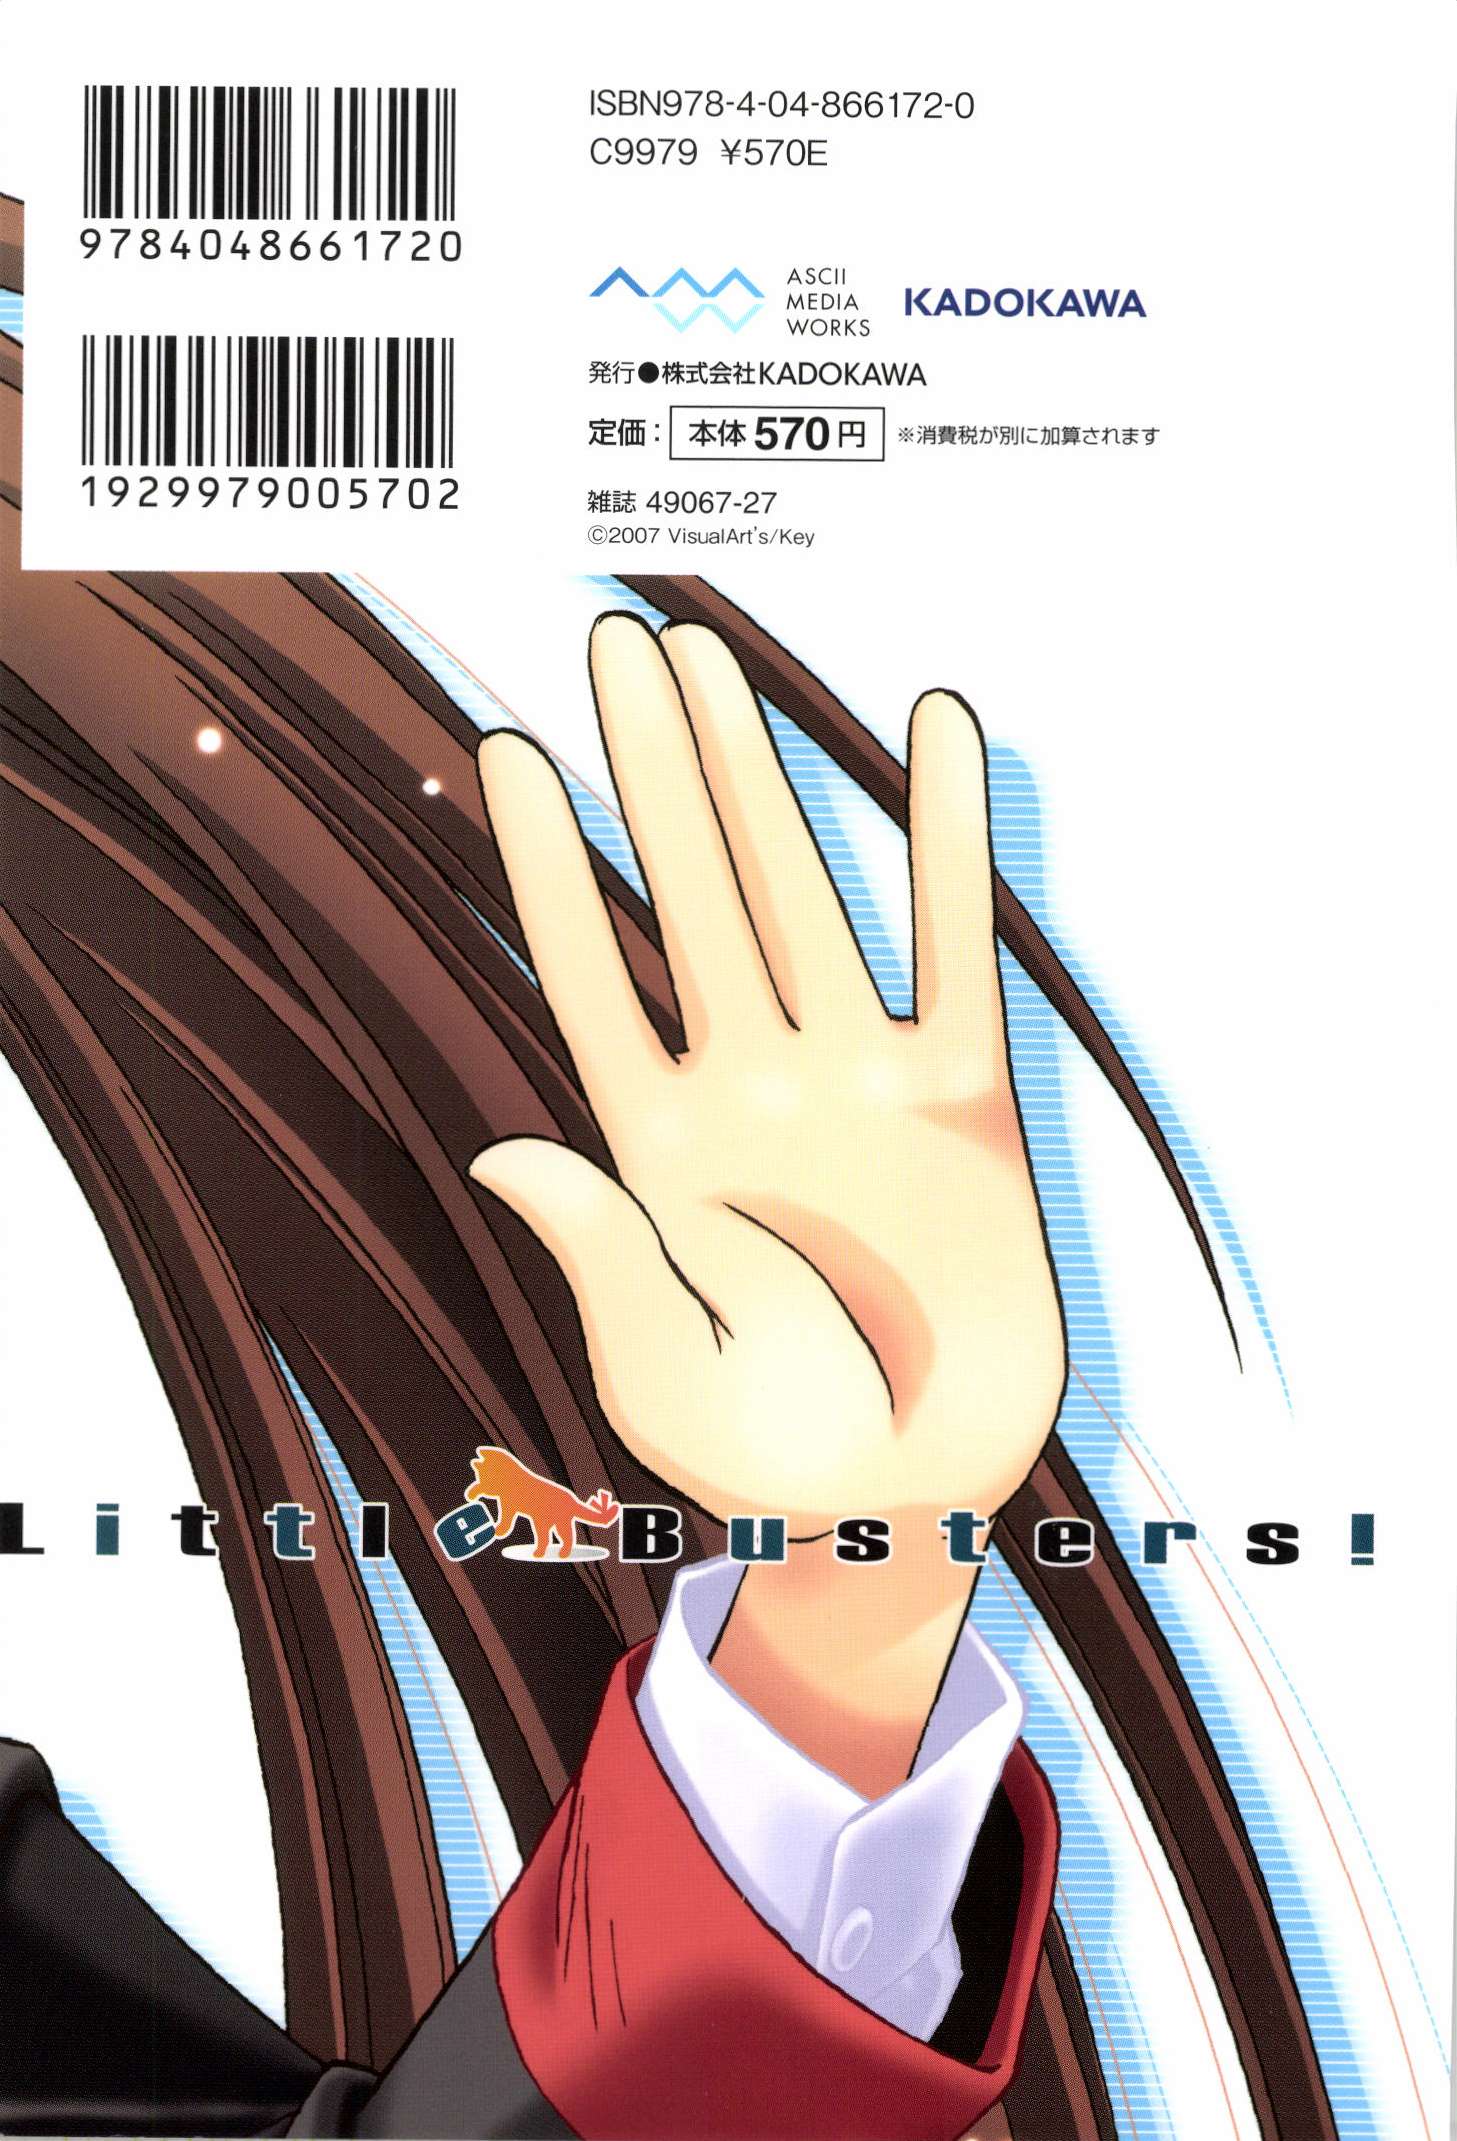 ISBN978-4-04-866172-0
C9979 ¥570E
9784048661720
ASCII
MEDIA
WORKS
KADOKAWA
発行●株式会社KADOKAWA
定価：本体570円 ※消費税が別に加算されます
1929979005702
雑誌 49067-27
©2007 VisualArt's/Key
Little Busters!